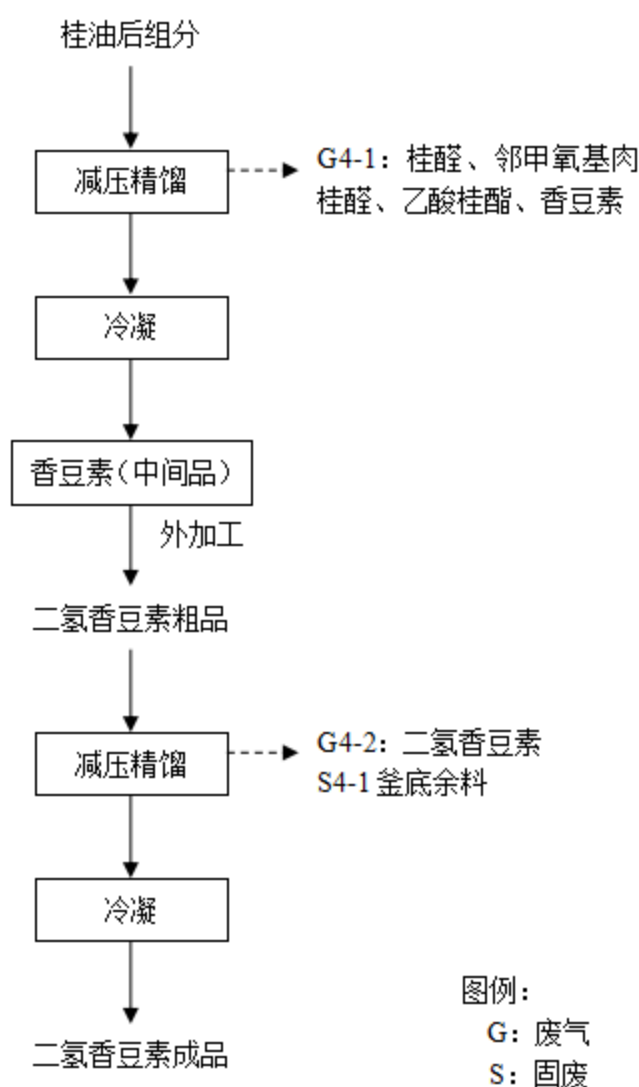 桂油后组分
减压精馏
G4-1：桂醛、邻甲氧基肉
桂醛、乙酸桂酯、香豆素
冷凝
香豆素（中间品）
外加工
二氢香豆素粗品
减压精馏
G4-2：二氢香豆素
S4-1 釜底余料
冷凝
二氢香豆素成品
图例：
G：废气
S：固废